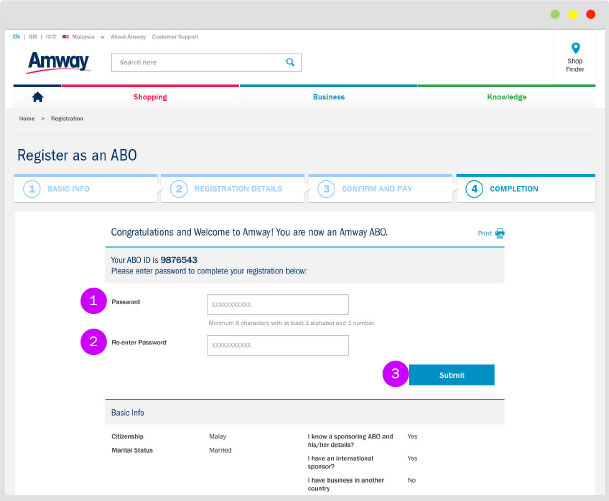 EN | BM | 中文 Malaysia About Amway Customer Support
Amway
Search here
Shop
Finder
Shopping Business Knowledge
Home > Registration
Register as an ABO
1 BASIC INFO 2 REGISTRATION DETAILS 3 CONFIRM AND PAY 4 COMPLETION
Congratulations and Welcome to Amway! You are now an Amway ABO. Print
Your ABO ID is 9876543
Please enter password to complete your registration below:
1 Password XXXXXXXXXXX
Minimum 6 characters with at least 1 alphabet and 1 number.
2 Re-enter Password XXXXXXXXXXX
3 Submit
Basic Info
Citizenship Malay I know a sponsoring ABO and Yes
his/her details?
Marital Status Married
I have an international Yes
sponsor?
I have business in another No
country